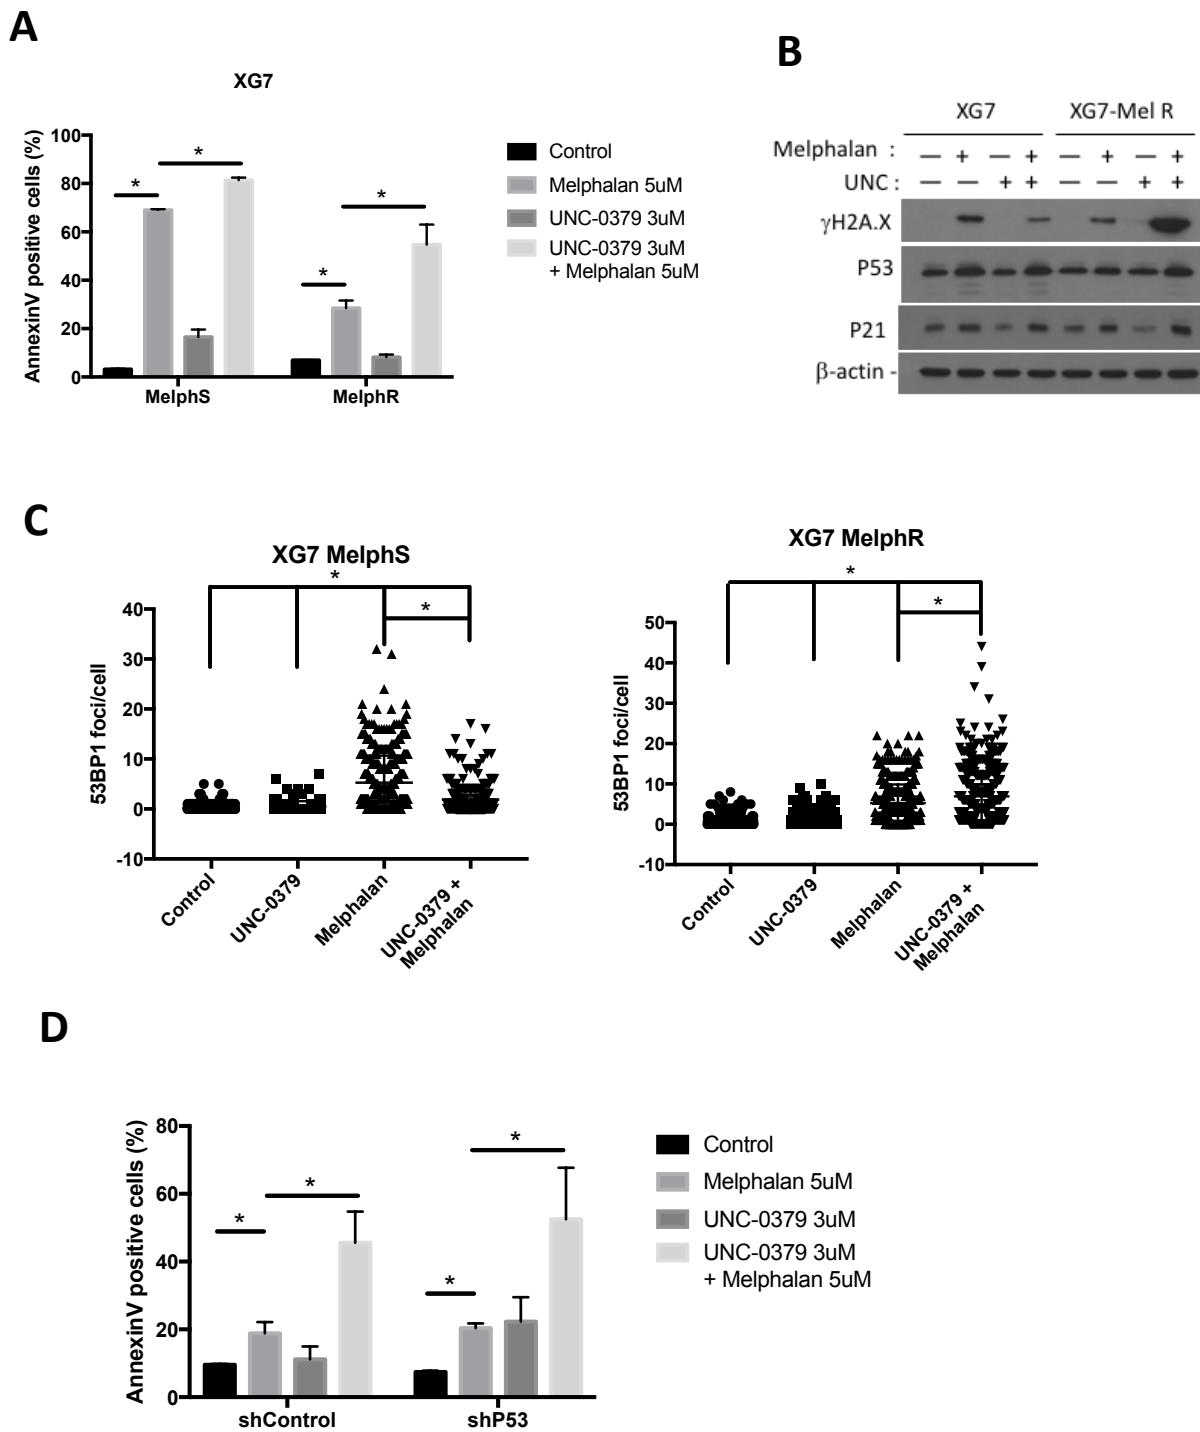 A
XG7
AnnexinV positive cells (%)
100
80
60
40
20
0
*
*
*
*
MelphS
MelphR
Control
Melphalan 5uM
UNC-0379 3uM
UNC-0379 3uM
+ Melphalan 5uM
B
XG7 XG7-Mel R
Melphalan : — + — + — + — +
UNC : — — + + — — + +
γH2A.X
P53
P21
β-actin -
C
XG7 MelphS
*
*
53BP1 foci/cell
40
30
20
10
0
-10
Control
UNC-0379
Melphalan
UNC-0379 +
Melphalan
XG7 MelphR
*
*
53BP1 foci/cell
50
40
30
20
10
0
-10
Control
UNC-0379
Melphalan
UNC-0379 +
Melphalan
D
AnnexinV positive cells (%)
80
60
40
20
0
*
*
*
*
shControl
shP53
Control
Melphalan 5uM
UNC-0379 3uM
UNC-0379 3uM
+ Melphalan 5uM